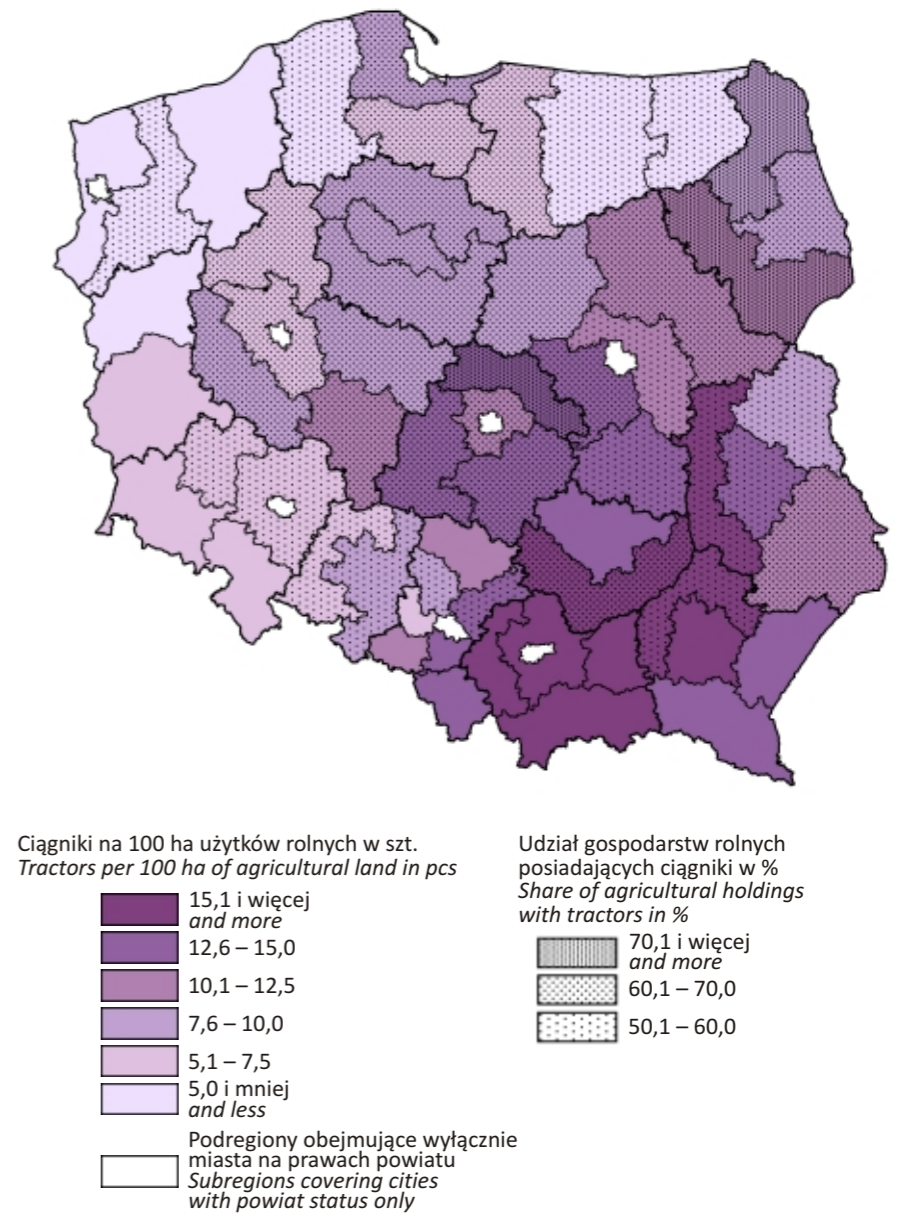 Ciągniki na 100 ha użytków rolnych w szt.
Tractors per 100 ha of agricultural land in pcs
15,1 i więcej
and more
12,6 – 15,0
10,1 – 12,5
7,6 – 10,0
5,1 – 7,5
5,0 i mniej
and less
Podregiony obejmujące wyłącznie
miasta na prawach powiatu
Subregions covering cities
with powiat status only
Udział gospodarstw rolnych
posiadających ciągniki w %
Share of agricultural holdings
with tractors in %
70,1 i więcej
and more
60,1 – 70,0
50,1 – 60,0